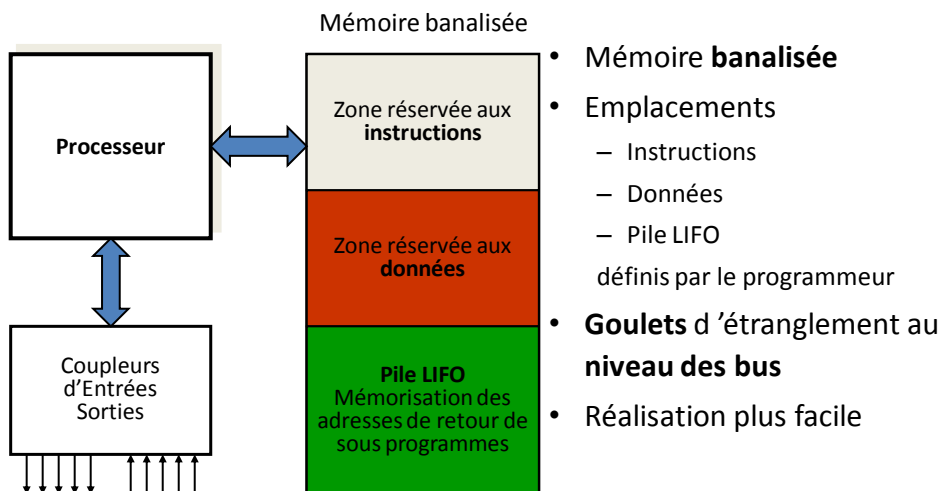 Mémoire banalisée
Processeur
Zone réservée aux
instructions
Zone réservée aux
données
Coupleurs
d’Entrées
Sorties
Pile LIFO
Mémorisation des
adresses de retour de
sous programmes
• Mémoire banalisée
• Emplacements
– Instructions
– Données
– Pile LIFO
définis par le programmeur
• Goulets d ’étranglement au
niveau des bus
• Réalisation plus facile